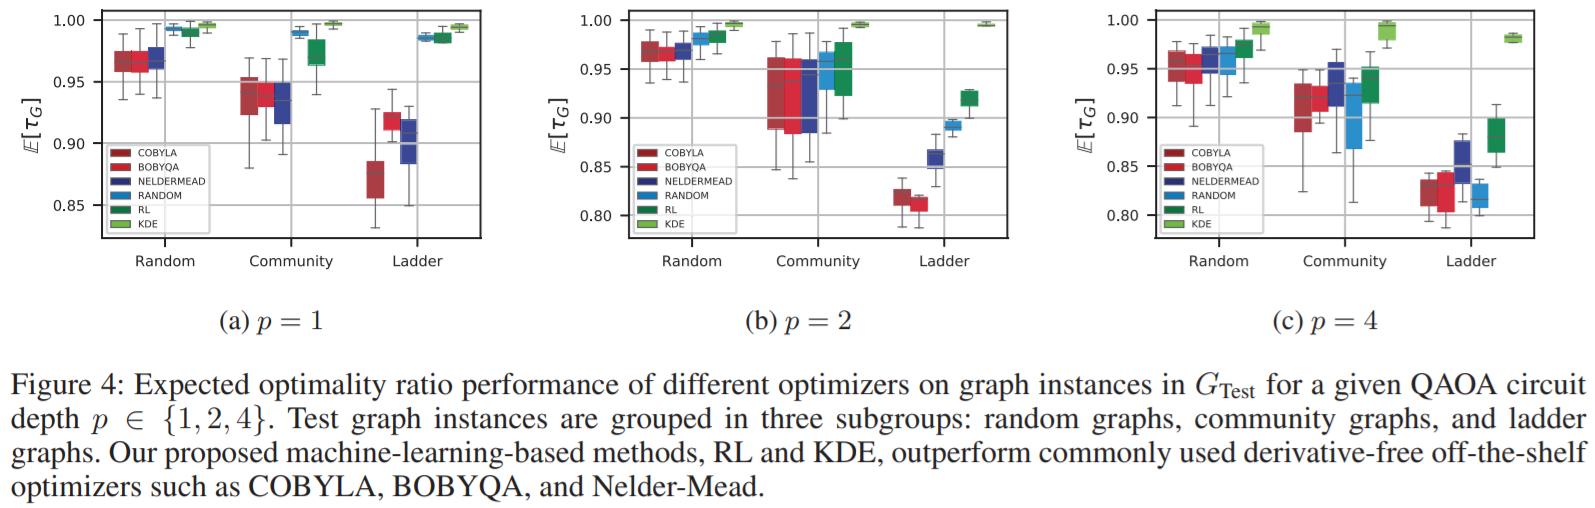 1.00
0.95
0.90
0.85
𝔼[τ_G]
COBYLA
BOBYQA
NELDERMEAD
RANDOM
RL
KDE
Random Community Ladder
(a) p = 1
1.00
0.95
0.90
0.85
0.80
𝔼[τ_G]
COBYLA
BOBYQA
NELDERMEAD
RANDOM
RL
KDE
Random Community Ladder
(b) p = 2
1.00
0.95
0.90
0.85
0.80
𝔼[τ_G]
COBYLA
BOBYQA
NELDERMEAD
RANDOM
RL
KDE
Random Community Ladder
(c) p = 4
Figure 4: Expected optimality ratio performance of different optimizers on graph instances in G_Test for a given QAOA circuit
depth p ∈ {1, 2, 4}. Test graph instances are grouped in three subgroups: random graphs, community graphs, and ladder
graphs. Our proposed machine-learning-based methods, RL and KDE, outperform commonly used derivative-free off-the-shelf
optimizers such as COBYLA, BOBYQA, and Nelder-Mead.